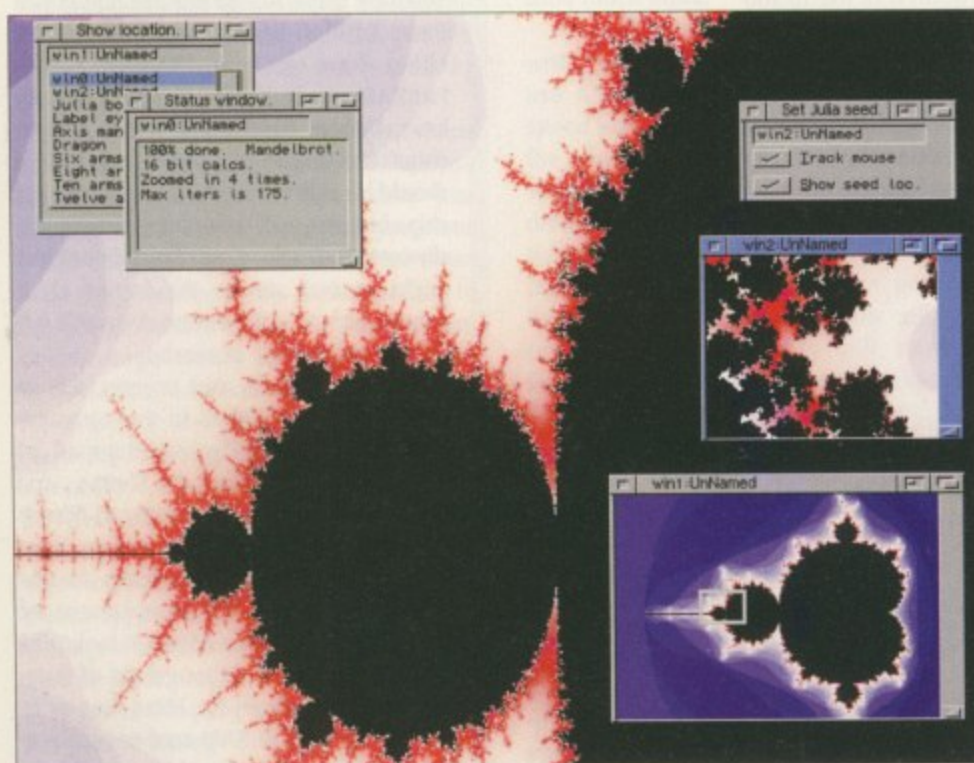 Show location.
win1:UnNamed
win0:UnNamed
win2:UnNamed
Julia bo
Label ey
Axis man
Dragon
Six arms
Eight ar
Ten arms
Twelve a
Status window.
win0:UnNamed
100% done. Mandelbrot.
16 bit calcs.
Zoomed in 4 times.
Max iters is 175.
Set Julia seed.
win2:UnNamed
Track mouse
Show seed loc.
win2:UnNamed
win1:UnNamed